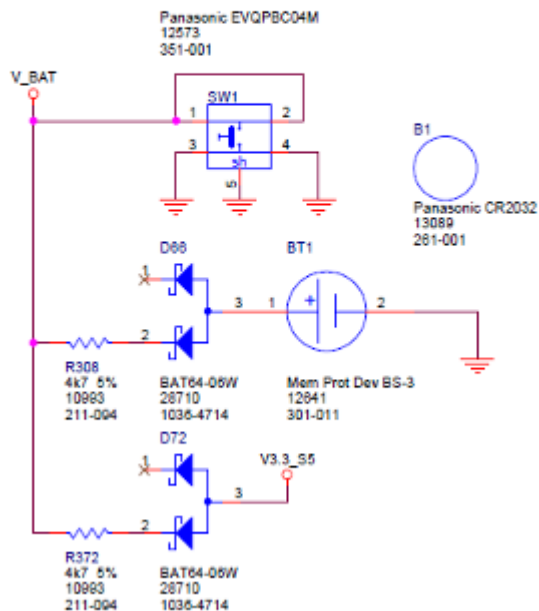 Panasonic EVQPBC04M
12573
351-001
V_BAT
SW1
1
2
3
4
sh
5
B1
Panasonic CR2032
13089
261-001
D66
1
BT1
3
1
2
2
R308
4k7 5%
10993
211-094
BAT64-06W
28710
1036-4714
Mem Prot Dev BS-3
12641
301-011
D72
1
V3.3_S5
3
2
R372
4k7 5%
10993
211-094
BAT64-06W
28710
1036-4714